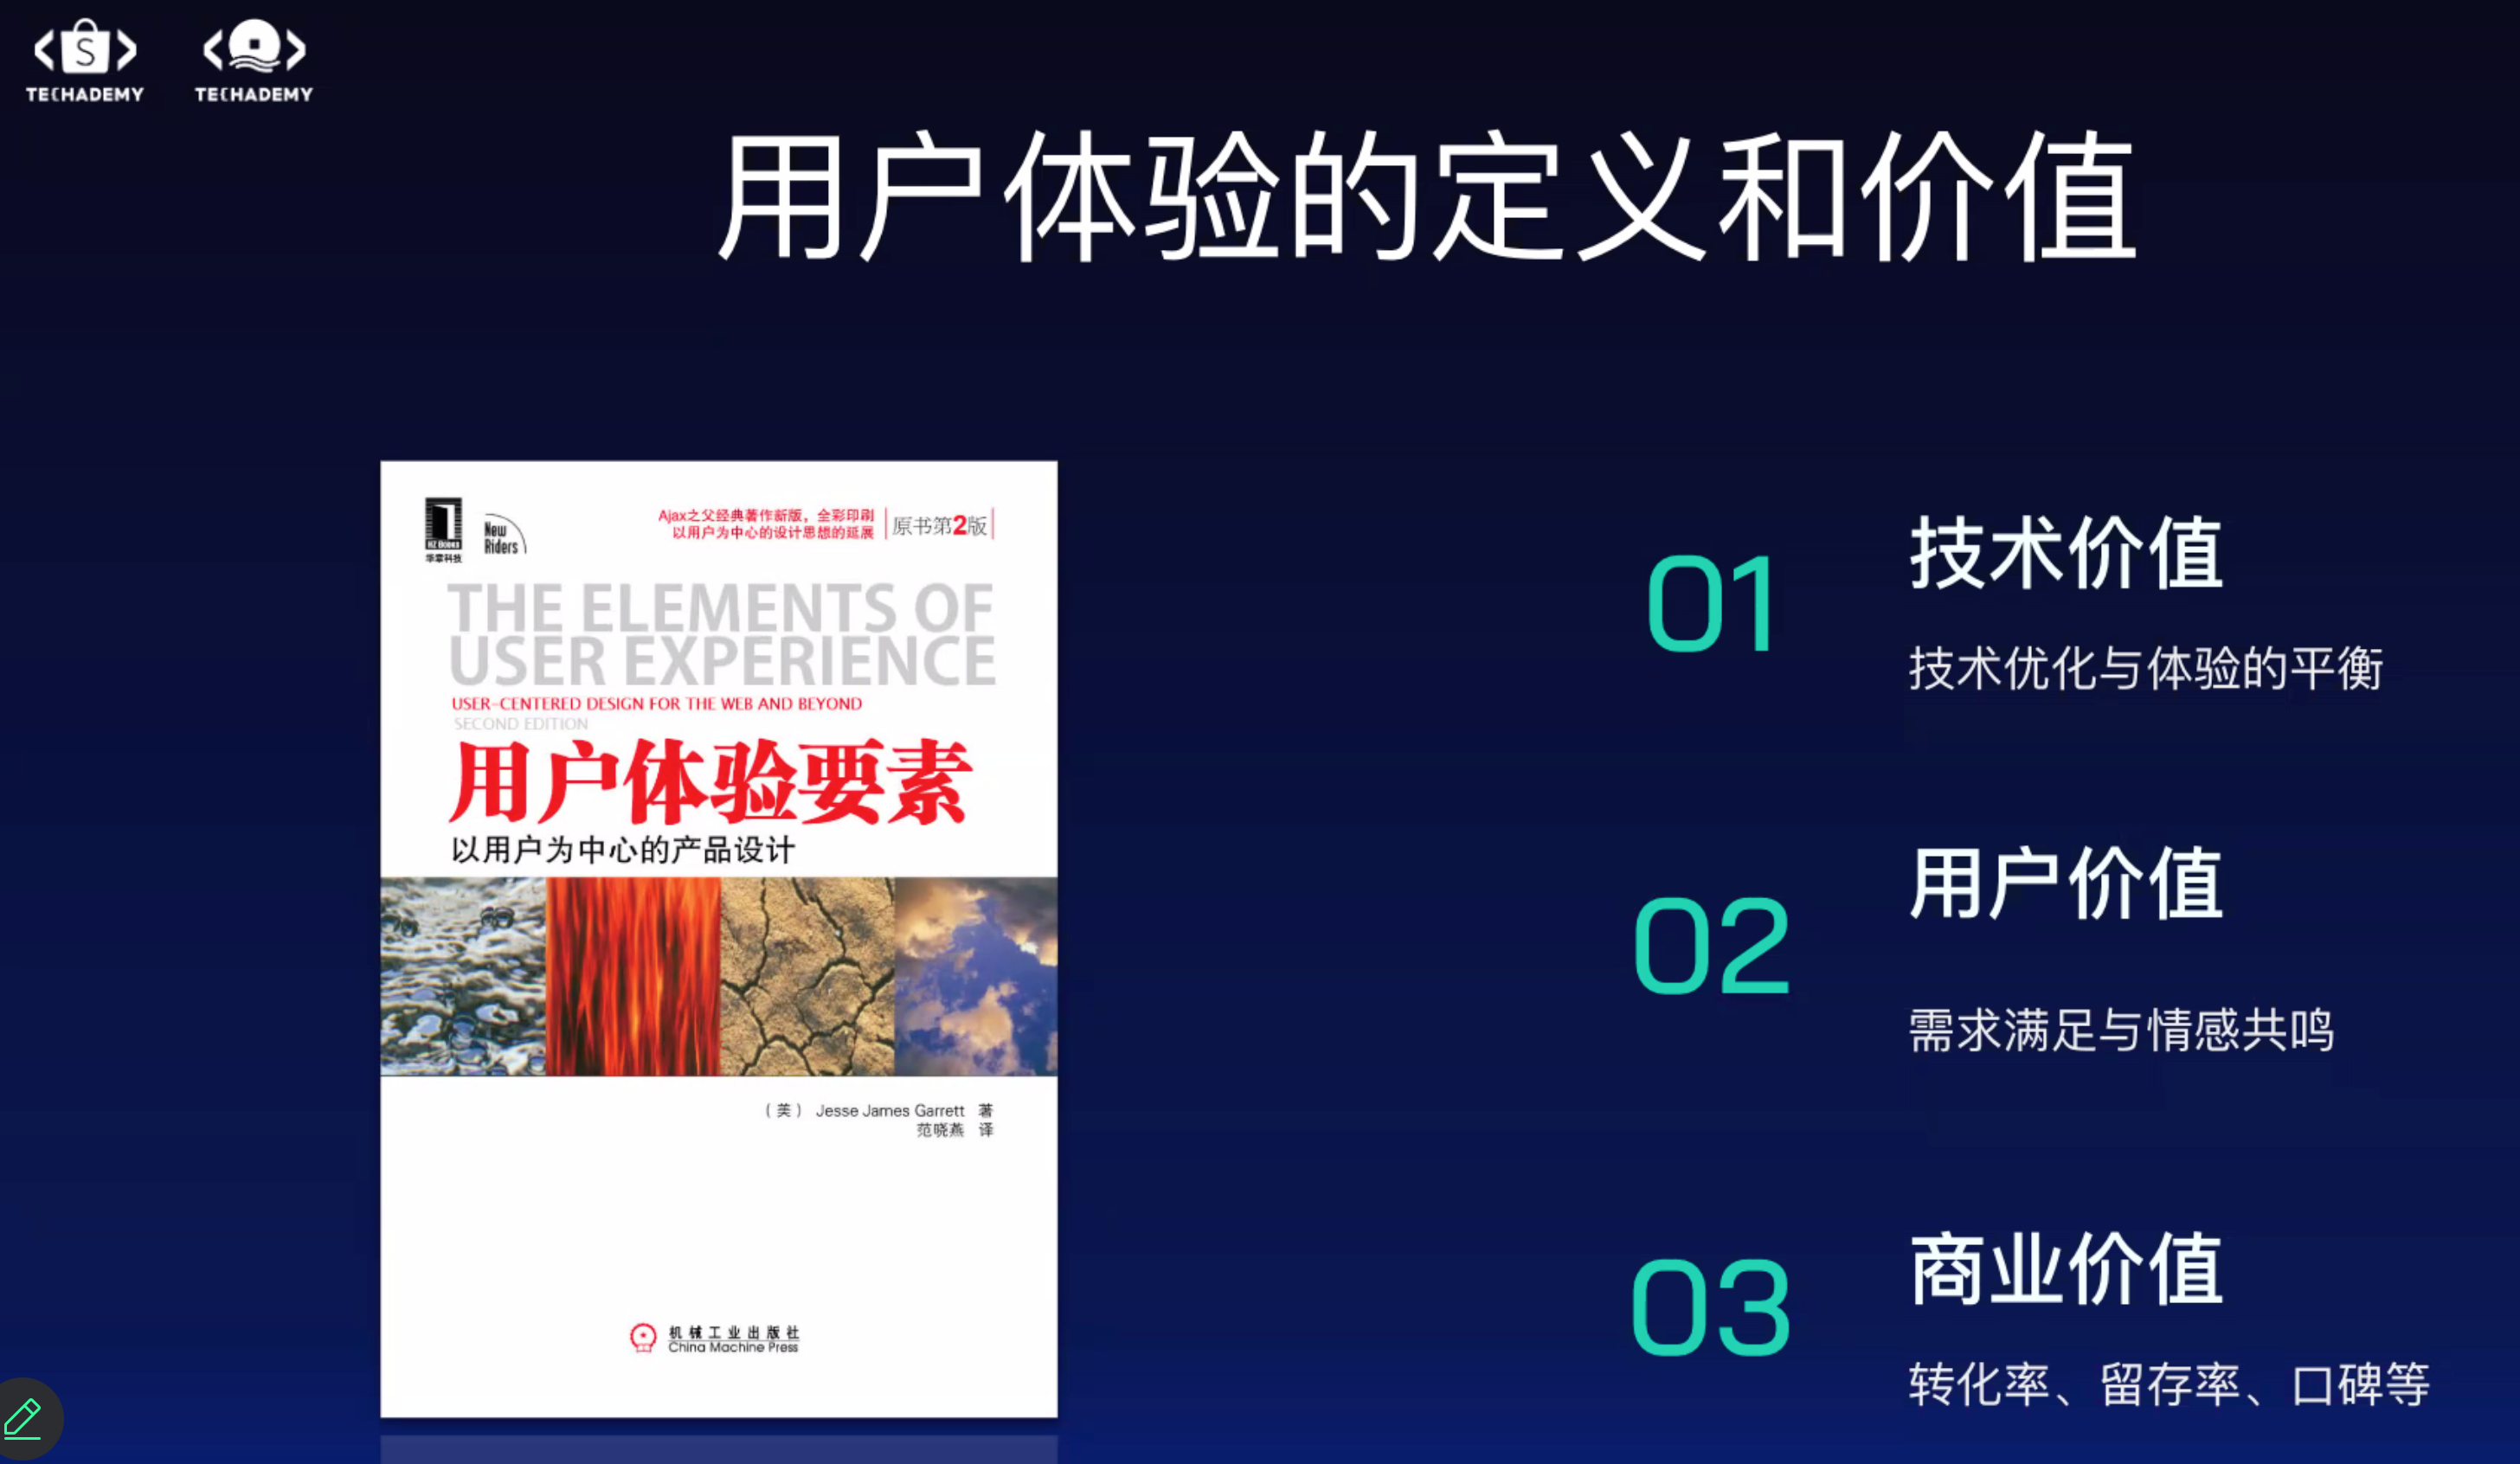 TECHADEMY
TECHADEMY
用户体验的定义和价值
HZ Books
华章科技
New
Riders
Ajax之父经典著作新版，全彩印刷
以用户为中心的设计思想的延展
原书第2版
THE ELEMENTS OF
USER EXPERIENCE
USER-CENTERED DESIGN FOR THE WEB AND BEYOND
SECOND EDITION
用户体验要素
以用户为中心的产品设计
（美） Jesse James Garrett 著
范晓燕 译
机械工业出版社
China Machine Press
01
技术价值
技术优化与体验的平衡
02
用户价值
需求满足与情感共鸣
03
商业价值
转化率、留存率、口碑等